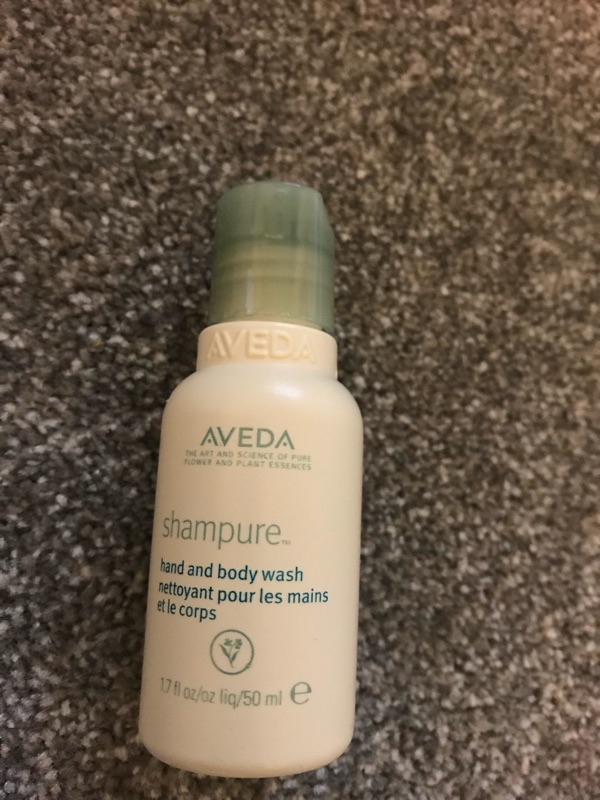 AVEDA
AVEDA
THE ART AND SCIENCE OF PURE
FLOWER AND PLANT ESSENCES
shampure™
hand and body wash
nettoyant pour les mains
et le corps
1.7 fl oz/oz liq/50 ml ℮